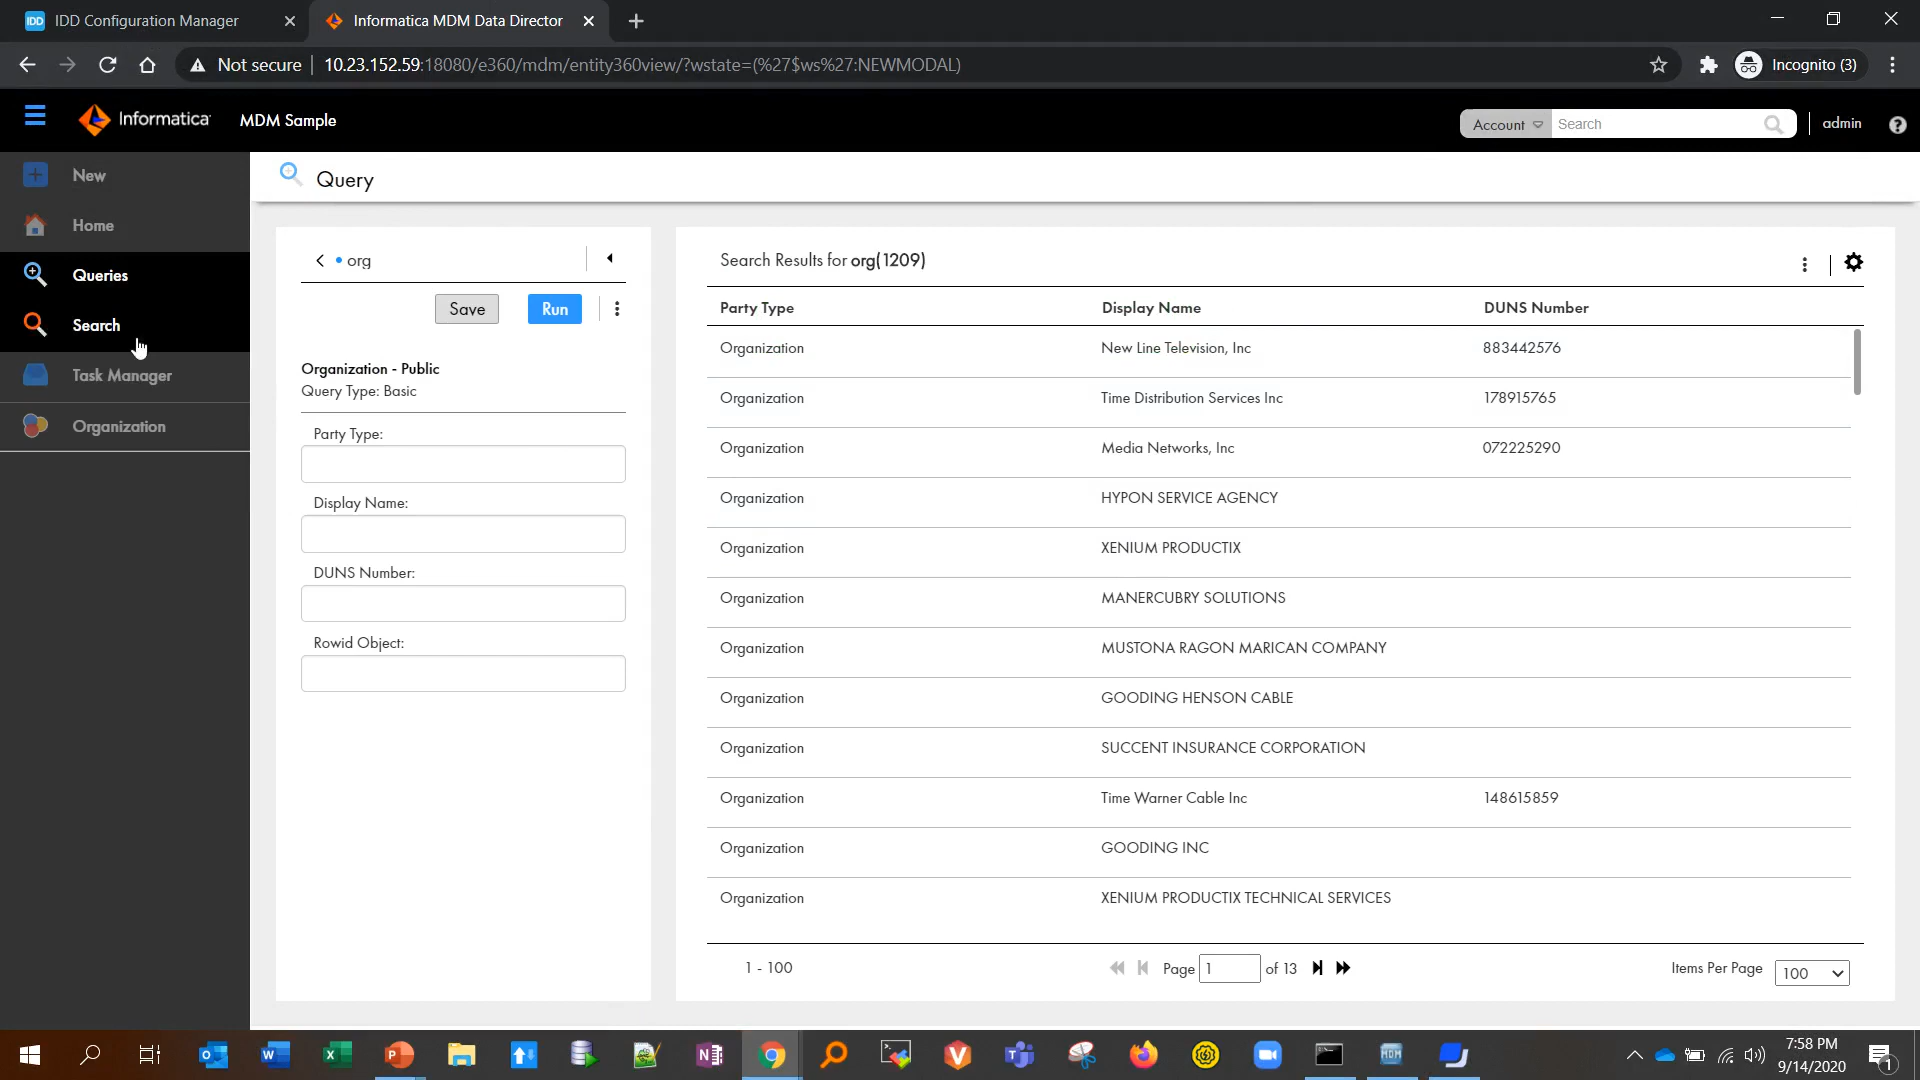 IDD IDD Configuration Manager
Informatica MDM Data Director
Not secure 10.23.152.59:18080/e360/mdm/entity360view/?wstate=(%27$ws%27:NEWMODAL)
Incognito (3)
Informatica MDM Sample
Account Search admin ?
New
Home
Queries
Search
Task Manager
Organization
Query
org
Save Run
Organization - Public
Query Type: Basic
Party Type:
Display Name:
DUNS Number:
Rowid Object:
Search Results for org(1209)
Party Type Display Name DUNS Number
Organization New Line Television, Inc 883442576
Organization Time Distribution Services Inc 178915765
Organization Media Networks, Inc 072225290
Organization HYPON SERVICE AGENCY
Organization XENIUM PRODUCTIX
Organization MANERCUBRY SOLUTIONS
Organization MUSTONA RAGON MARICAN COMPANY
Organization GOODING HENSON CABLE
Organization SUCCENT INSURANCE CORPORATION
Organization Time Warner Cable Inc 148615859
Organization GOODING INC
Organization XENIUM PRODUCTIX TECHNICAL SERVICES
1 - 100 Page 1 of 13 Items Per Page 100
7:58 PM
9/14/2020
1